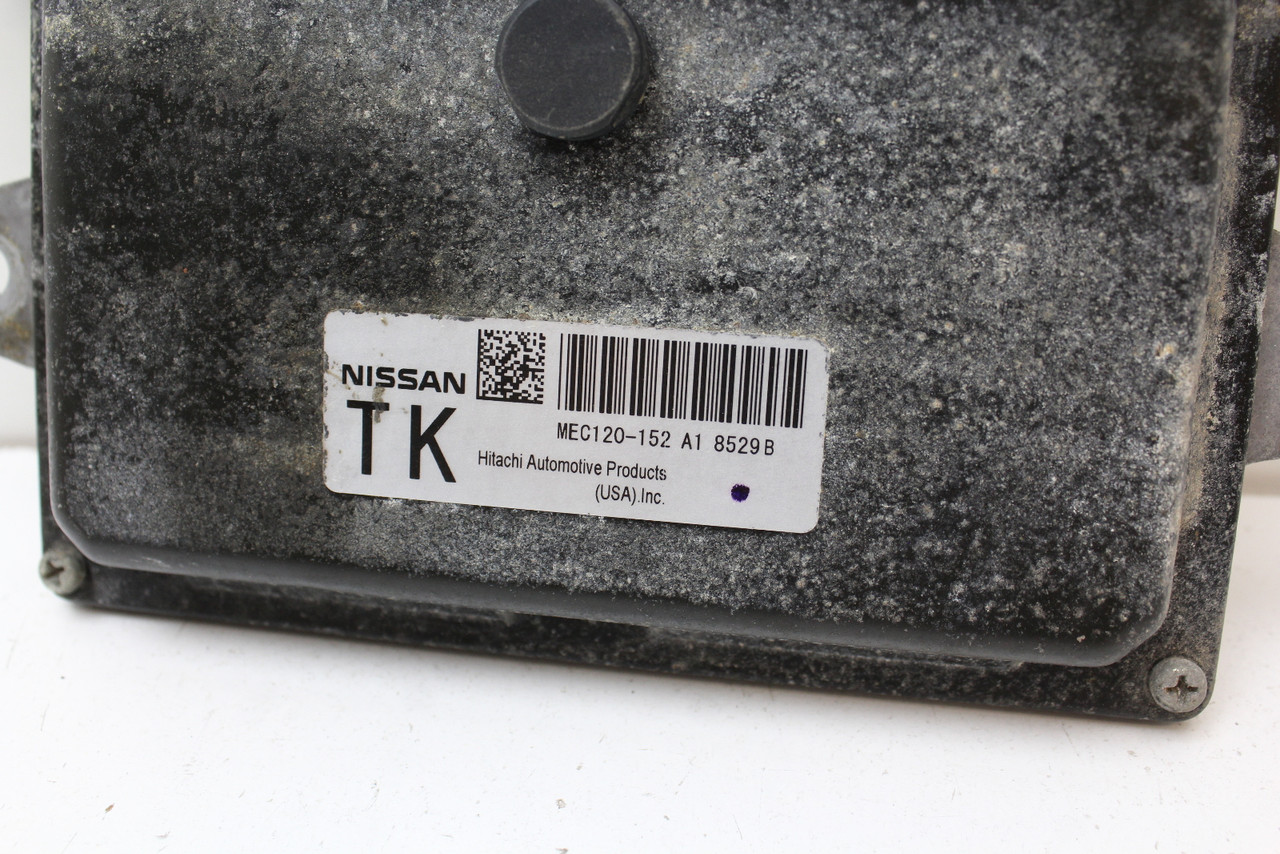 NISSAN
TK
MEC120-152 A1 8529B
Hitachi Automotive Products
(USA).Inc.